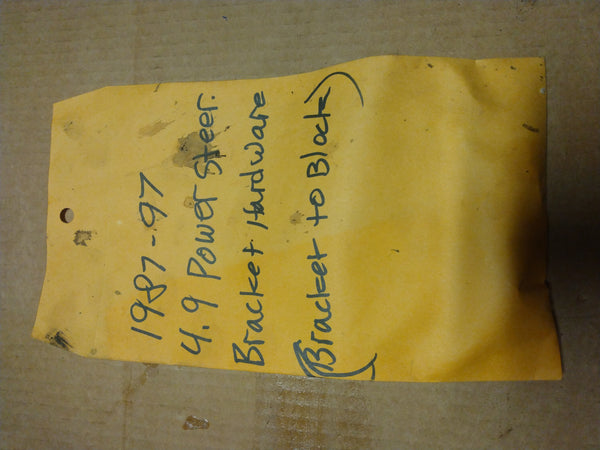 1987-97
4.9 Power Steer.
Bracket Hardware
(Bracket to Block)